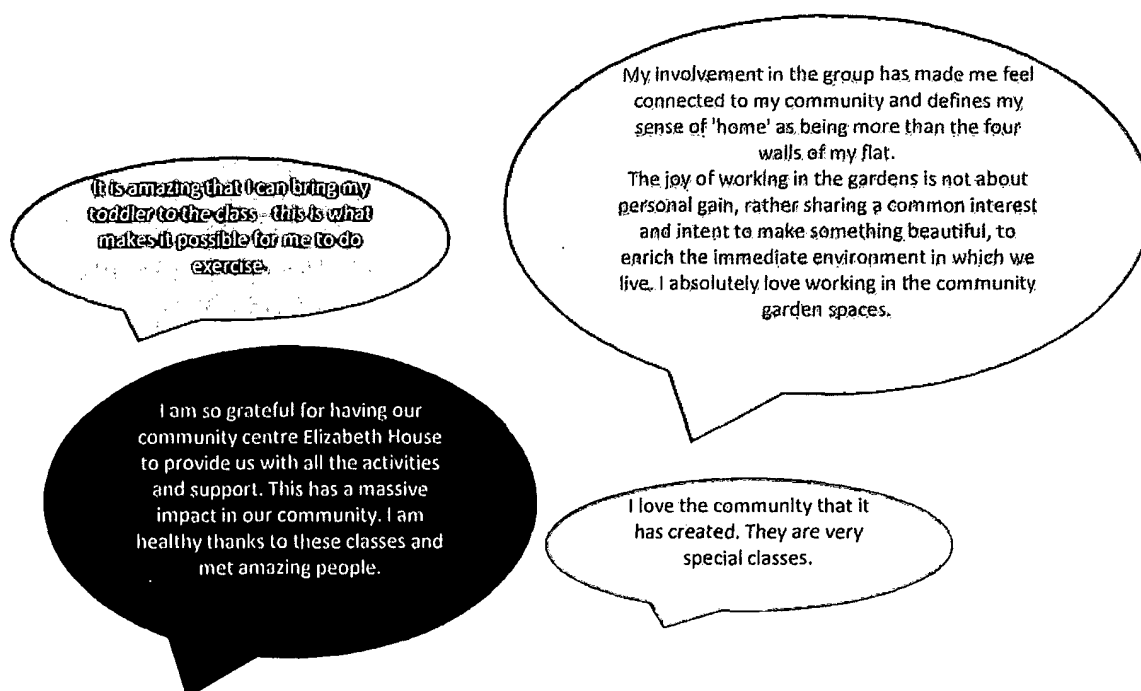 It is amazing that I can bring my
toddler to the class - this is what
makes it possible for me to do
exercise.
My involvement in the group has made me feel
connected to my community and defines my
sense of 'home' as being more than the four
walls of my flat.
The joy of working in the gardens is not about
personal gain, rather sharing a common interest
and intent to make something beautiful, to
enrich the immediate environment in which we
live. I absolutely love working in the community
garden spaces.
I am so grateful for having our
community centre Elizabeth House
to provide us with all the activities
and support. This has a massive
impact in our community. I am
healthy thanks to these classes and
met amazing people.
I love the community that it
has created. They are very
special classes.